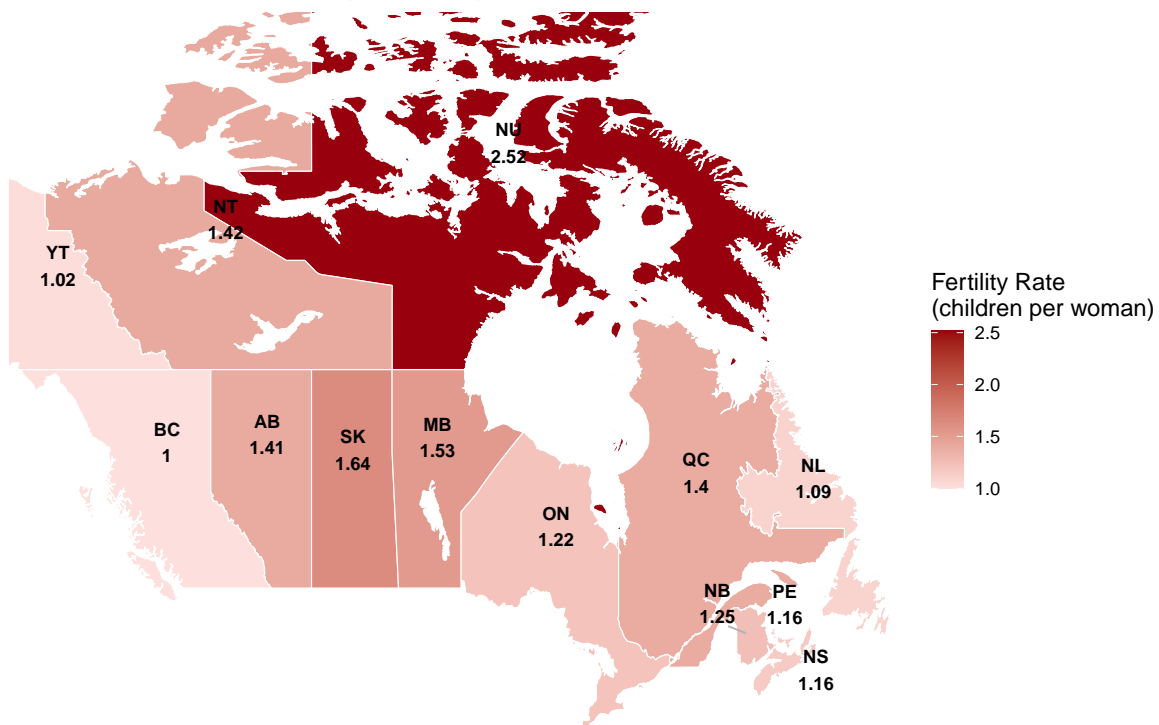 NU
2.52
NT
1.42
YT
1.02
BC
1
AB
1.41
SK
1.64
MB
1.53
ON
1.22
QC
1.4
NL
1.09
NB
1.25
PE
1.16
NS
1.16
Fertility Rate
(children per woman)
2.5
2.0
1.5
1.0